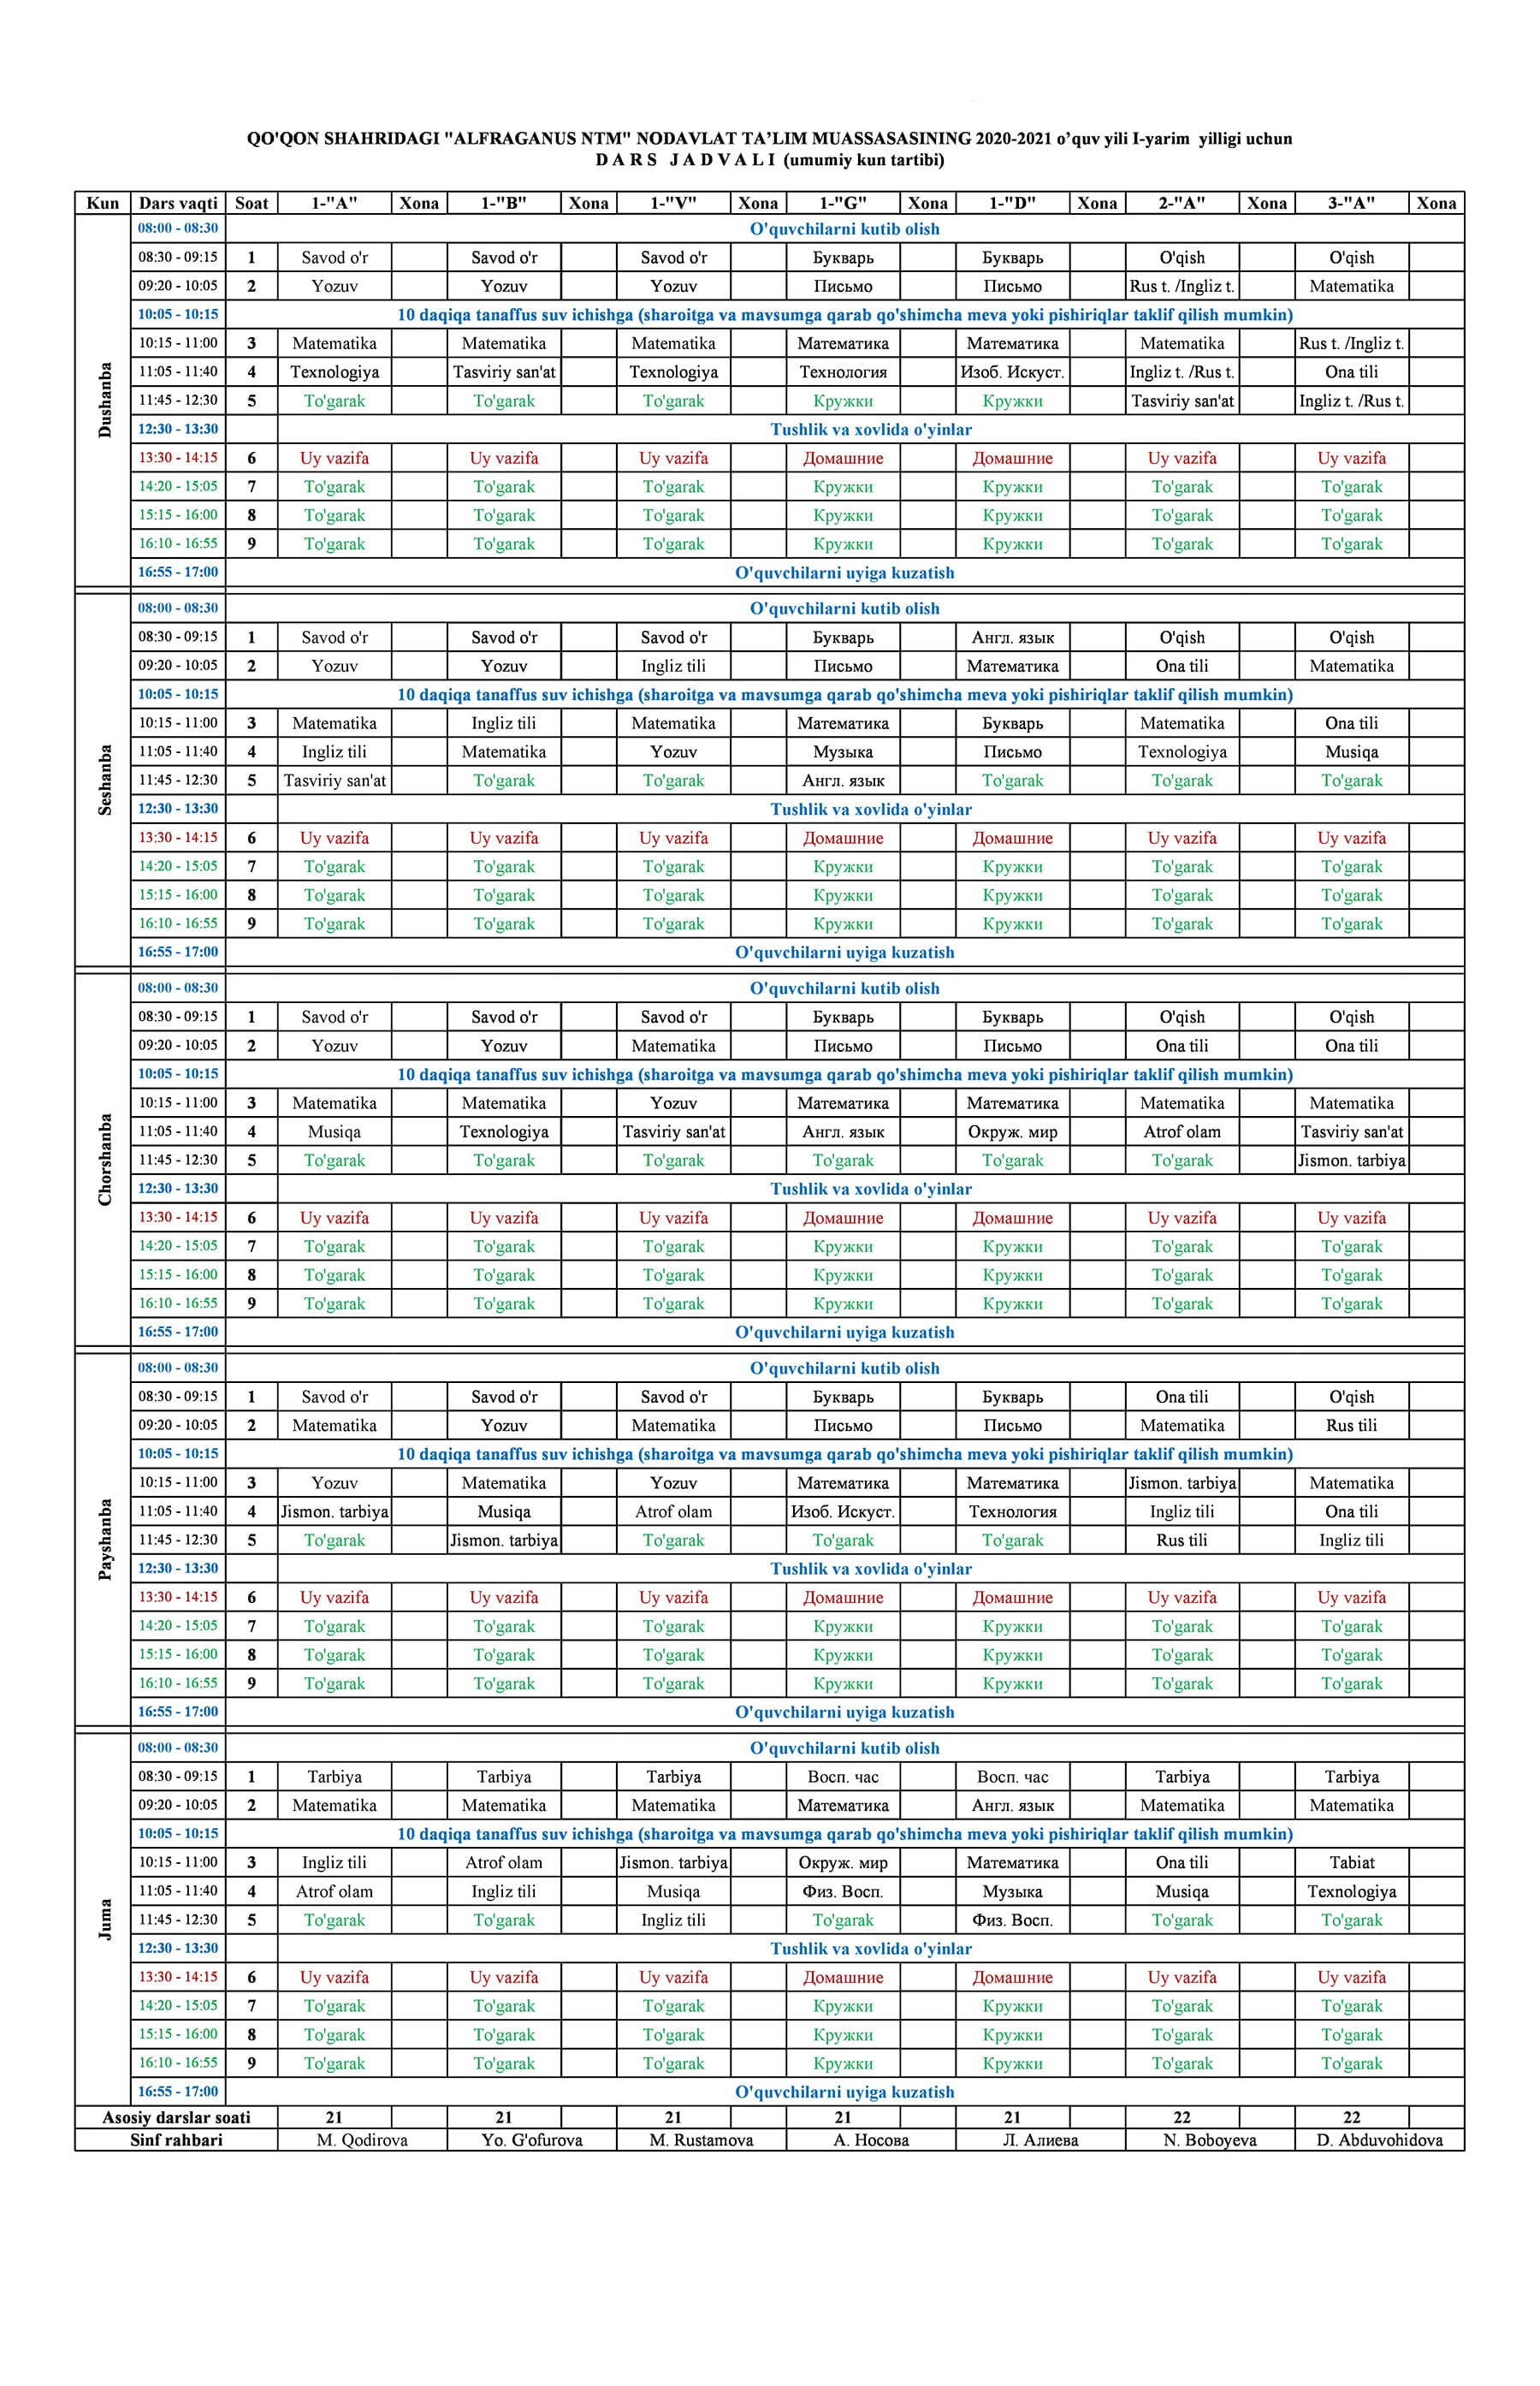 QO'QON SHAHRIDAGI "ALFRAGANUS NTM" NODAVLAT TA’LIM MUASSASASINING 2020-2021 o’quv yili I-yarim yilligi uchun
D A R S J A D V A L I (umumiy kun tartibi)
Kun Dars vaqti Soat 1-"A" Xona 1-"B" Xona 1-"V" Xona 1-"G" Xona 1-"D" Xona 2-"A" Xona 3-"A" Xona
Dushanba
08:00 - 08:30 O'quvchilarni kutib olish
08:30 - 09:15 1 Savod o'r Savod o'r Savod o'r Букварь Букварь O'qish O'qish
09:20 - 10:05 2 Yozuv Yozuv Yozuv Письмо Письмо Rus t. /Ingliz t. Matematika
10:05 - 10:15 10 daqiqa tanaffus suv ichishga (sharoitga va mavsumga qarab qo'shimcha meva yoki pishiriqlar taklif qilish mumkin)
10:15 - 11:00 3 Matematika Matematika Matematika Математика Математика Matematika Rus t. /Ingliz t.
11:05 - 11:40 4 Texnologiya Tasviriy san'at Texnologiya Технология Изоб. Искуст. Ingliz t. /Rus t. Ona tili
11:45 - 12:30 5 To'garak To'garak To'garak Кружки Кружки Tasviriy san'at Ingliz t. /Rus t.
12:30 - 13:30 Tushlik va xovlida o'yinlar
13:30 - 14:15 6 Uy vazifa Uy vazifa Uy vazifa Домашние Домашние Uy vazifa Uy vazifa
14:20 - 15:05 7 To'garak To'garak To'garak Кружки Кружки To'garak To'garak
15:15 - 16:00 8 To'garak To'garak To'garak Кружки Кружки To'garak To'garak
16:10 - 16:55 9 To'garak To'garak To'garak Кружки Кружки To'garak To'garak
16:55 - 17:00 O'quvchilarni uyiga kuzatish
Seshanba
08:00 - 08:30 O'quvchilarni kutib olish
08:30 - 09:15 1 Savod o'r Savod o'r Savod o'r Букварь Англ. язык O'qish O'qish
09:20 - 10:05 2 Yozuv Yozuv Ingliz tili Письмо Математика Ona tili Matematika
10:05 - 10:15 10 daqiqa tanaffus suv ichishga (sharoitga va mavsumga qarab qo'shimcha meva yoki pishiriqlar taklif qilish mumkin)
10:15 - 11:00 3 Matematika Ingliz tili Matematika Математика Букварь Matematika Ona tili
11:05 - 11:40 4 Ingliz tili Matematika Yozuv Музыка Письмо Texnologiya Musiqa
11:45 - 12:30 5 Tasviriy san'at To'garak To'garak Англ. язык To'garak To'garak To'garak
12:30 - 13:30 Tushlik va xovlida o'yinlar
13:30 - 14:15 6 Uy vazifa Uy vazifa Uy vazifa Домашние Домашние Uy vazifa Uy vazifa
14:20 - 15:05 7 To'garak To'garak To'garak Кружки Кружки To'garak To'garak
15:15 - 16:00 8 To'garak To'garak To'garak Кружки Кружки To'garak To'garak
16:10 - 16:55 9 To'garak To'garak To'garak Кружки Кружки To'garak To'garak
16:55 - 17:00 O'quvchilarni uyiga kuzatish
Chorshanba
08:00 - 08:30 O'quvchilarni kutib olish
08:30 - 09:15 1 Savod o'r Savod o'r Savod o'r Букварь Букварь O'qish O'qish
09:20 - 10:05 2 Yozuv Yozuv Matematika Письмо Письмо Ona tili Ona tili
10:05 - 10:15 10 daqiqa tanaffus suv ichishga (sharoitga va mavsumga qarab qo'shimcha meva yoki pishiriqlar taklif qilish mumkin)
10:15 - 11:00 3 Matematika Matematika Yozuv Математика Математика Matematika Matematika
11:05 - 11:40 4 Musiqa Texnologiya Tasviriy san'at Англ. язык Окруж. мир Atrof olam Tasviriy san'at
11:45 - 12:30 5 To'garak To'garak To'garak To'garak To'garak To'garak Jismon. tarbiya
12:30 - 13:30 Tushlik va xovlida o'yinlar
13:30 - 14:15 6 Uy vazifa Uy vazifa Uy vazifa Домашние Домашние Uy vazifa Uy vazifa
14:20 - 15:05 7 To'garak To'garak To'garak Кружки Кружки To'garak To'garak
15:15 - 16:00 8 To'garak To'garak To'garak Кружки Кружки To'garak To'garak
16:10 - 16:55 9 To'garak To'garak To'garak Кружки Кружки To'garak To'garak
16:55 - 17:00 O'quvchilarni uyiga kuzatish
Payshanba
08:00 - 08:30 O'quvchilarni kutib olish
08:30 - 09:15 1 Savod o'r Savod o'r Savod o'r Букварь Букварь Ona tili O'qish
09:20 - 10:05 2 Matematika Yozuv Matematika Письмо Письмо Matematika Rus tili
10:05 - 10:15 10 daqiqa tanaffus suv ichishga (sharoitga va mavsumga qarab qo'shimcha meva yoki pishiriqlar taklif qilish mumkin)
10:15 - 11:00 3 Yozuv Matematika Yozuv Математика Математика Jismon. tarbiya Matematika
11:05 - 11:40 4 Jismon. tarbiya Musiqa Atrof olam Изоб. Искуст. Технология Ingliz tili Ona tili
11:45 - 12:30 5 To'garak Jismon. tarbiya To'garak To'garak To'garak Rus tili Ingliz tili
12:30 - 13:30 Tushlik va xovlida o'yinlar
13:30 - 14:15 6 Uy vazifa Uy vazifa Uy vazifa Домашние Домашние Uy vazifa Uy vazifa
14:20 - 15:05 7 To'garak To'garak To'garak Кружки Кружки To'garak To'garak
15:15 - 16:00 8 To'garak To'garak To'garak Кружки Кружки To'garak To'garak
16:10 - 16:55 9 To'garak To'garak To'garak Кружки Кружки To'garak To'garak
16:55 - 17:00 O'quvchilarni uyiga kuzatish
Juma
08:00 - 08:30 O'quvchilarni kutib olish
08:30 - 09:15 1 Tarbiya Tarbiya Tarbiya Восп. час Восп. час Tarbiya Tarbiya
09:20 - 10:05 2 Matematika Matematika Matematika Математика Англ. язык Matematika Matematika
10:05 - 10:15 10 daqiqa tanaffus suv ichishga (sharoitga va mavsumga qarab qo'shimcha meva yoki pishiriqlar taklif qilish mumkin)
10:15 - 11:00 3 Ingliz tili Atrof olam Jismon. tarbiya Окруж. мир Математика Ona tili Tabiat
11:05 - 11:40 4 Atrof olam Ingliz tili Musiqa Физ. Восп. Музыка Musiqa Texnologiya
11:45 - 12:30 5 To'garak To'garak Ingliz tili To'garak Физ. Восп. To'garak To'garak
12:30 - 13:30 Tushlik va xovlida o'yinlar
13:30 - 14:15 6 Uy vazifa Uy vazifa Uy vazifa Домашние Домашние Uy vazifa Uy vazifa
14:20 - 15:05 7 To'garak To'garak To'garak Кружки Кружки To'garak To'garak
15:15 - 16:00 8 To'garak To'garak To'garak Кружки Кружки To'garak To'garak
16:10 - 16:55 9 To'garak To'garak To'garak Кружки Кружки To'garak To'garak
16:55 - 17:00 O'quvchilarni uyiga kuzatish
Asosiy darslar soati 21 21 21 21 21 22 22
Sinf rahbari M. Qodirova Yo. G'ofurova M. Rustamova А. Носова Л. Алиева N. Boboyeva D. Abduvohidova